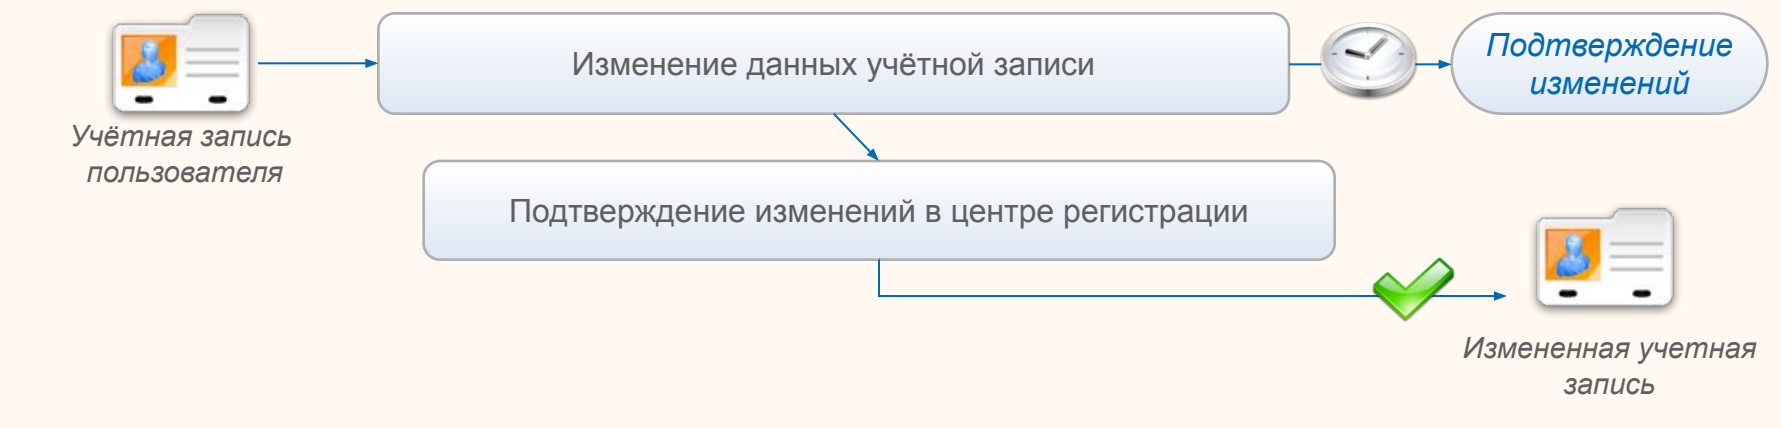 Изменение данных учётной записи
Подтверждение
изменений
Учётная запись
пользователя
Подтверждение изменений в центре регистрации
Измененная учетная
запись